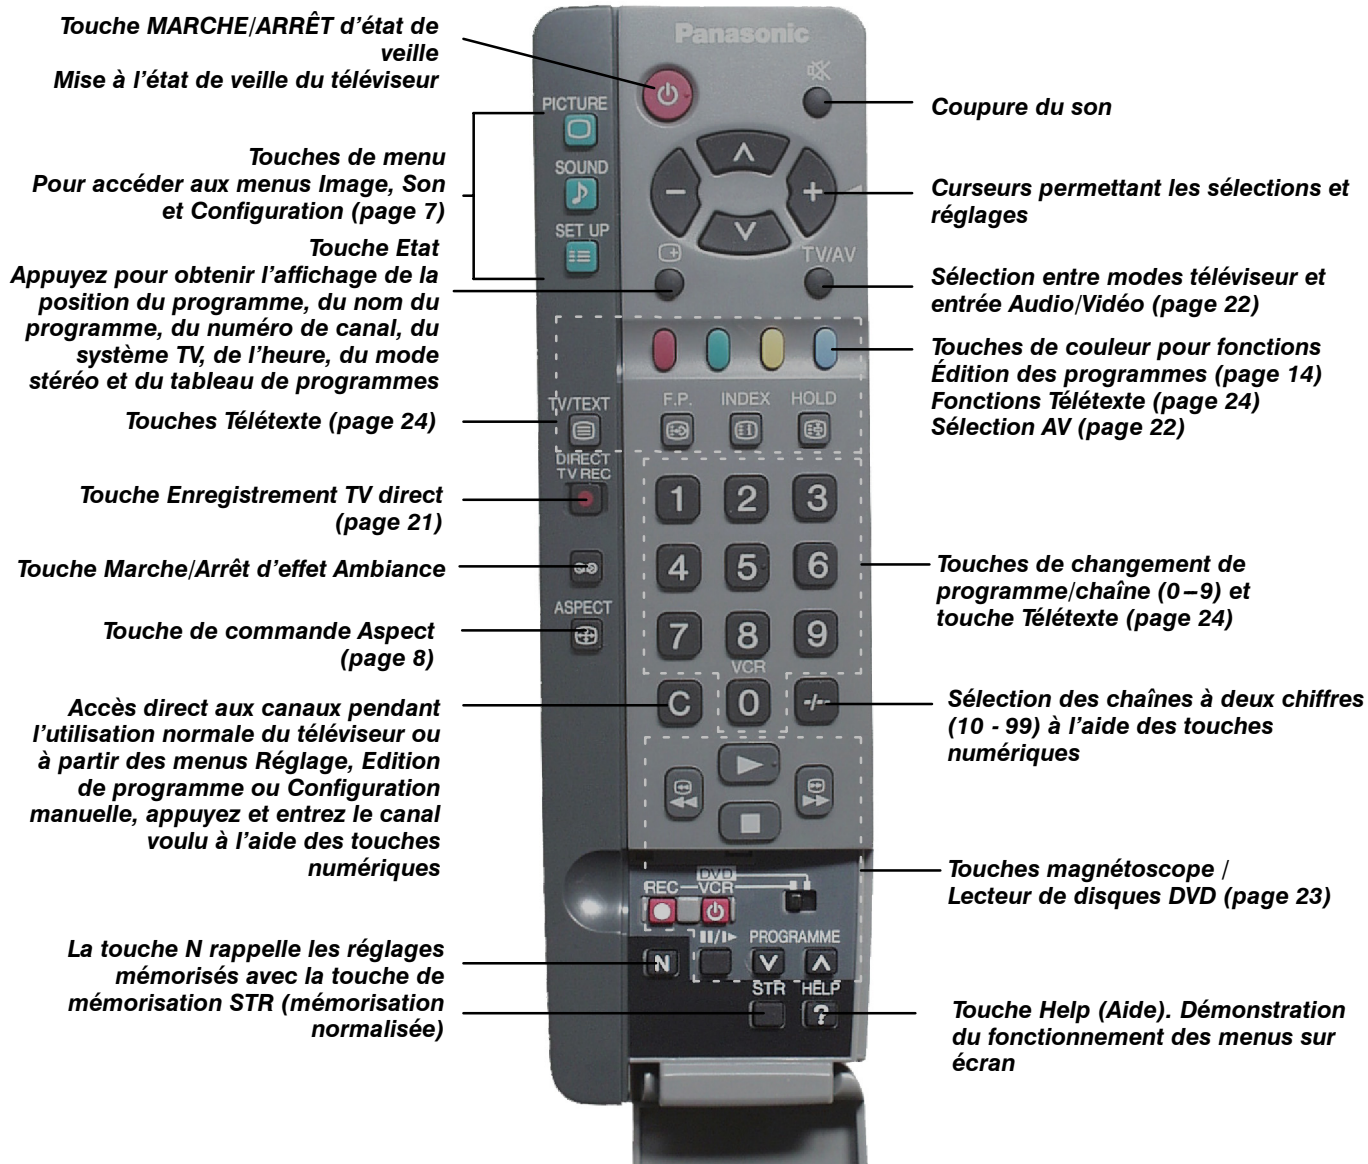 Touche MARCHE/ARRÊT d'état de
veille
Mise à l'état de veille du téléviseur
Touches de menu
Pour accéder aux menus Image, Son
et Configuration (page 7)
Touche Etat
Appuyez pour obtenir l'affichage de la
position du programme, du nom du
programme, du numéro de canal, du
système TV, de l'heure, du mode
stéréo et du tableau de programmes
Touches Télétexte (page 24)
Touche Enregistrement TV direct
(page 21)
Touche Marche/Arrêt d'effet Ambiance
Touche de commande Aspect
(page 8)
Accès direct aux canaux pendant
l'utilisation normale du téléviseur ou
à partir des menus Réglage, Edition
de programme ou Configuration
manuelle, appuyez et entrez le canal
voulu à l'aide des touches
numériques
La touche N rappelle les réglages
mémorisés avec la touche de
mémorisation STR (mémorisation
normalisée)
Panasonic
PICTURE
SOUND
SET UP
TV/AV
F.P. INDEX HOLD
TV/TEXT
DIRECT
TV REC
1 2 3
4 5 6
ASPECT
7 8 9
VCR
C 0 -/--
DVD
REC VCR
PROGRAMME
N
STR HELP
?
Coupure du son
Curseurs permettant les sélections et
réglages
Sélection entre modes téléviseur et
entrée Audio/Vidéo (page 22)
Touches de couleur pour fonctions
Édition des programmes (page 14)
Fonctions Télétexte (page 24)
Sélection AV (page 22)
Touches de changement de
programme/chaîne (0–9) et
touche Télétexte (page 24)
Sélection des chaînes à deux chiffres
(10 - 99) à l'aide des touches
numériques
Touches magnétoscope /
Lecteur de disques DVD (page 23)
Touche Help (Aide). Démonstration
du fonctionnement des menus sur
écran